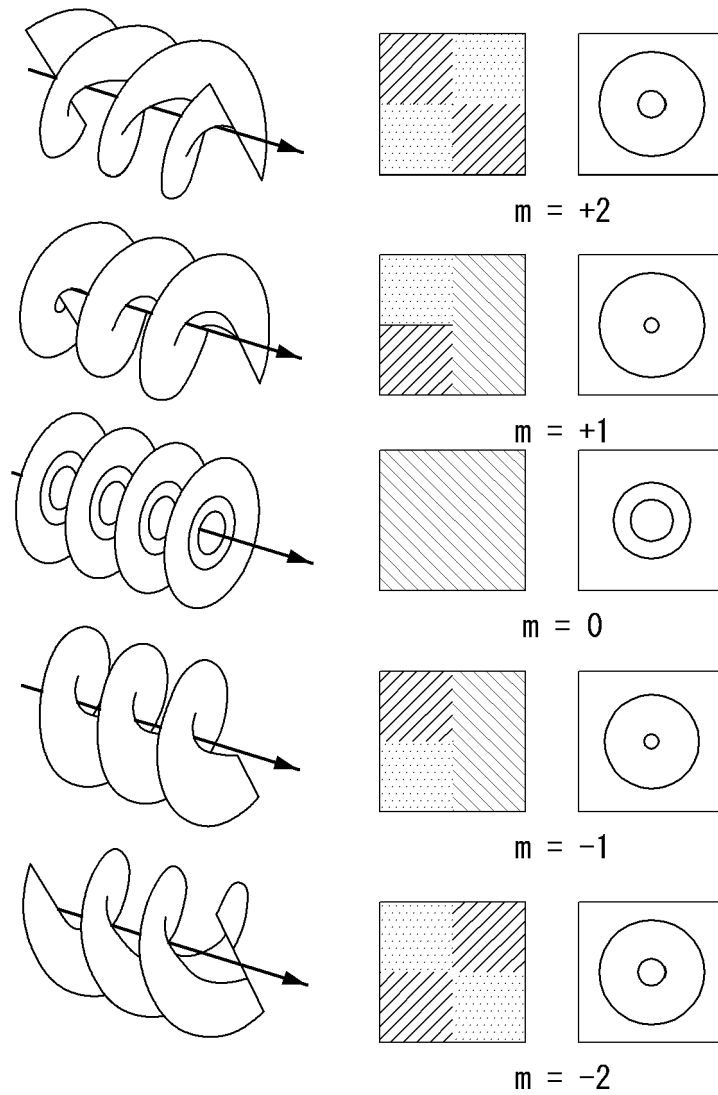 m = +2
m = +1
m = 0
m = −1
m = −2